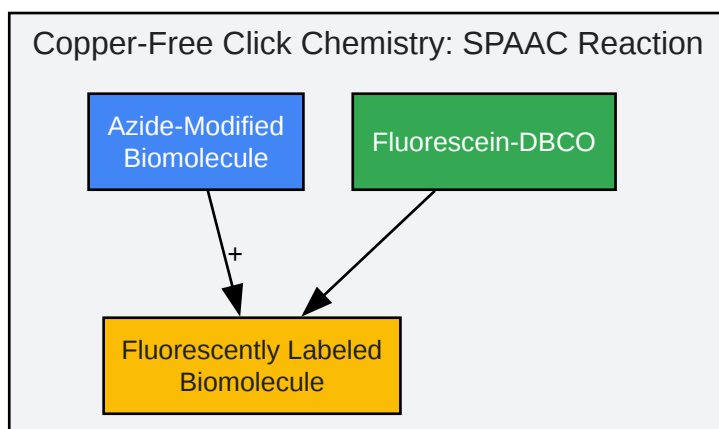 Copper-Free Click Chemistry: SPAAC Reaction
Azide-Modified
Biomolecule
Fluorescein-DBCO
+
Fluorescently Labeled
Biomolecule